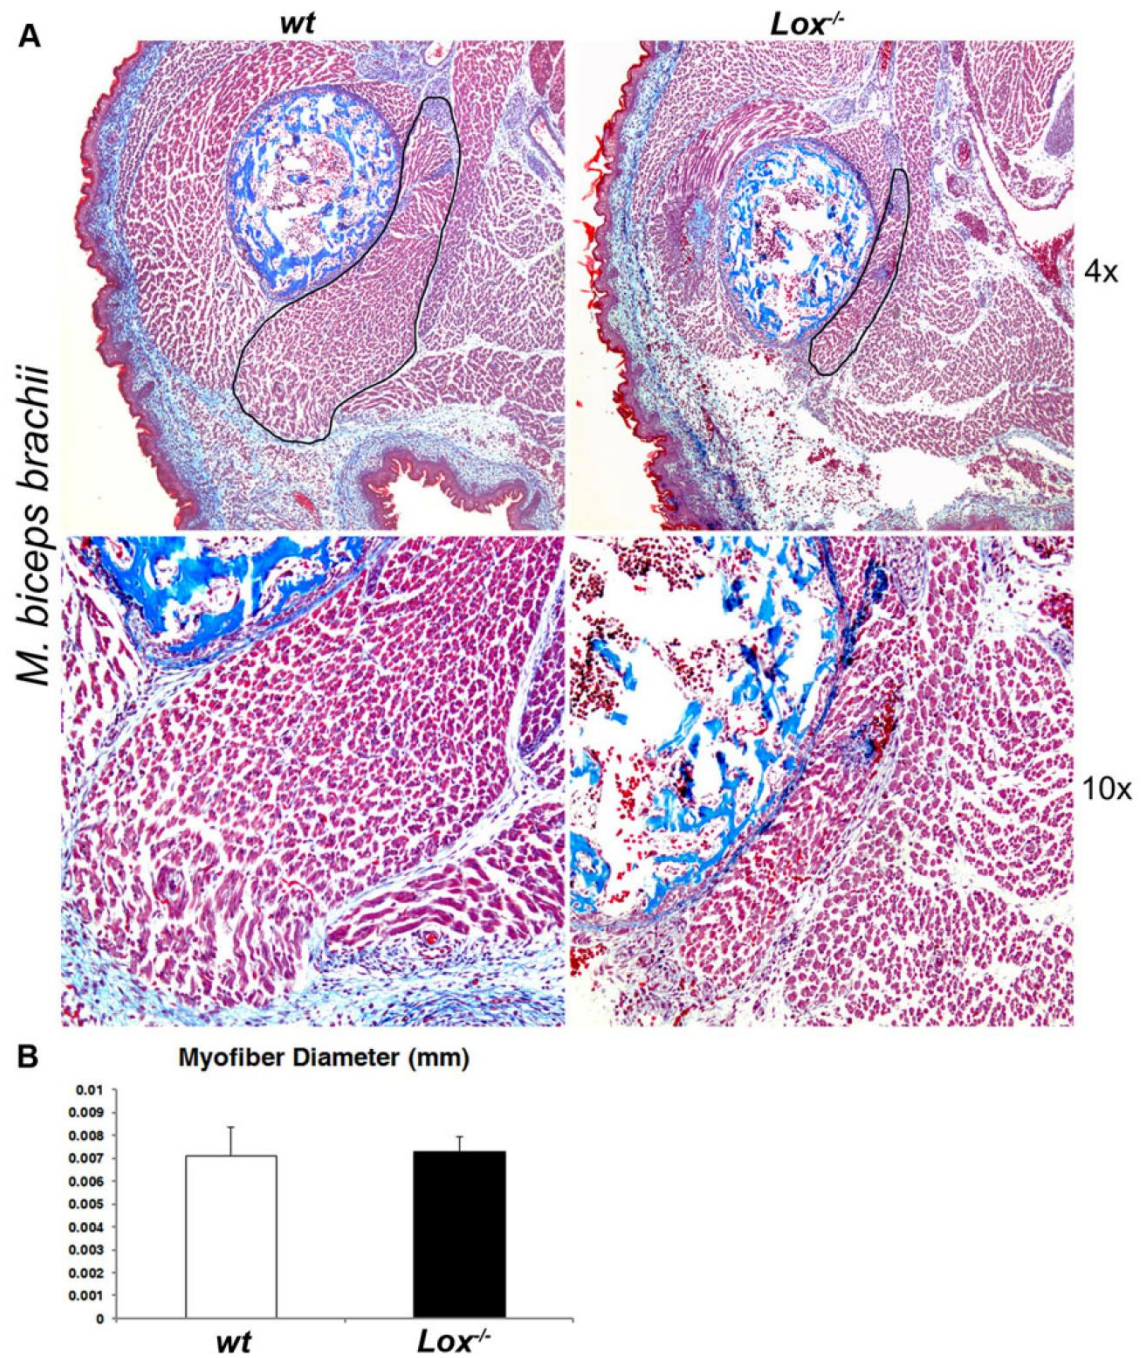 A
wt
Lox-/-
4x
M. biceps brachii
10x
B
Myofiber Diameter (mm)
0.01
0.009
0.008
0.007
0.006
0.005
0.004
0.003
0.002
0.001
0
wt
Lox-/-